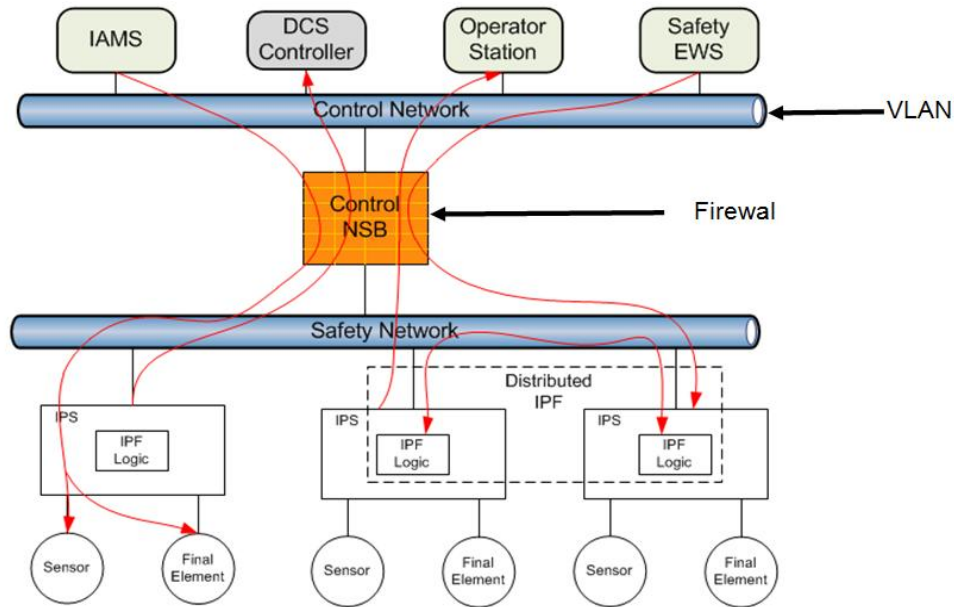 IAMS
DCS
Controller
Operator
Station
Safety
EWS
Control Network
VLAN
Control
NSB
Firewal
Safety Network
Distributed
IPF
IPS
IPF
Logic
IPS
IPF
Logic
IPS
IPF
Logic
Sensor
Final
Element
Sensor
Final
Element
Sensor
Final
Element